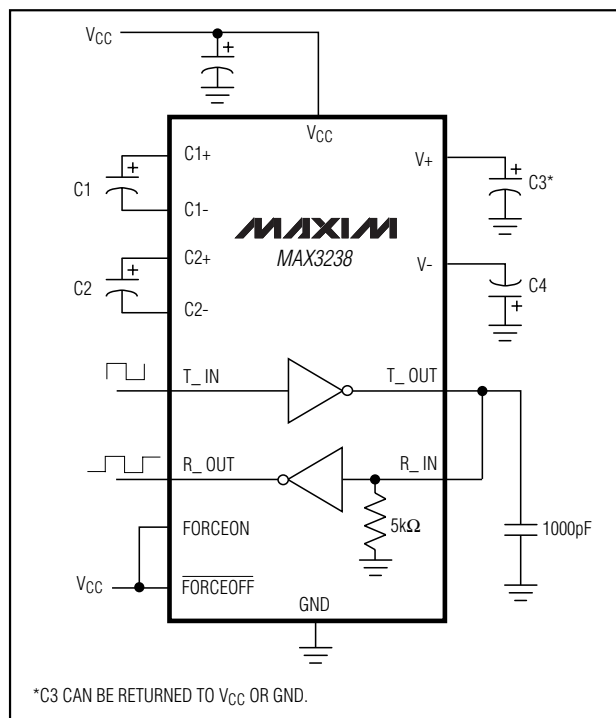 VCC
VCC
C1+
V+
C1
C3*
C1-
MAXIM
MAX3238
C2+
V-
C2
C4
C2-
T_ IN
T_ OUT
R_ OUT
R_ IN
5kΩ
1000pF
FORCEON
VCC
FORCEOFF
GND
*C3 CAN BE RETURNED TO VCC OR GND.